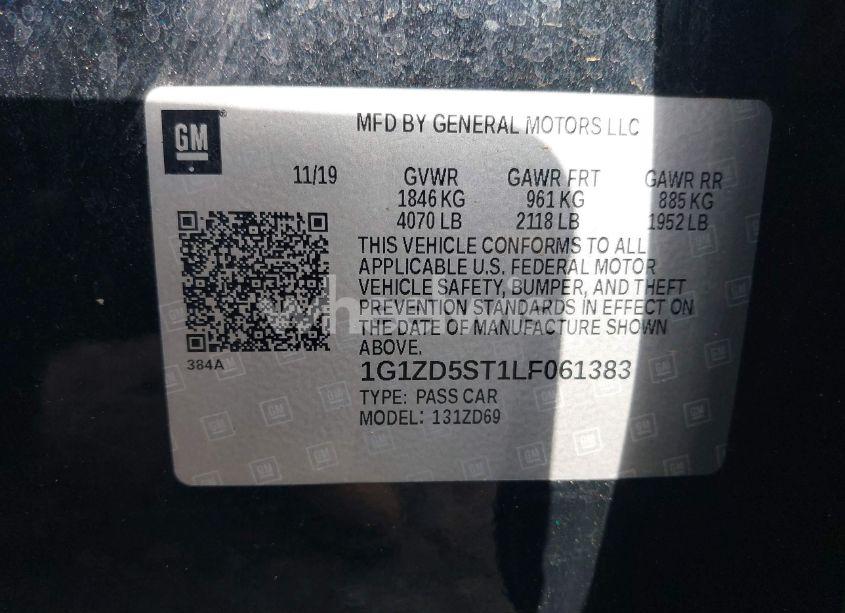 GM
MFD BY GENERAL MOTORS LLC
11/19 GVWR GAWR FRT GAWR RR
1846 KG 961 KG 885 KG
4070 LB 2118 LB 1952 LB
THIS VEHICLE CONFORMS TO ALL
APPLICABLE U.S. FEDERAL MOTOR
VEHICLE SAFETY, BUMPER, AND THEFT
PREVENTION STANDARDS IN EFFECT ON
THE DATE OF MANUFACTURE SHOWN
ABOVE.
384A
1G1ZD5ST1LF061383
TYPE: PASS CAR
MODEL: 131ZD69